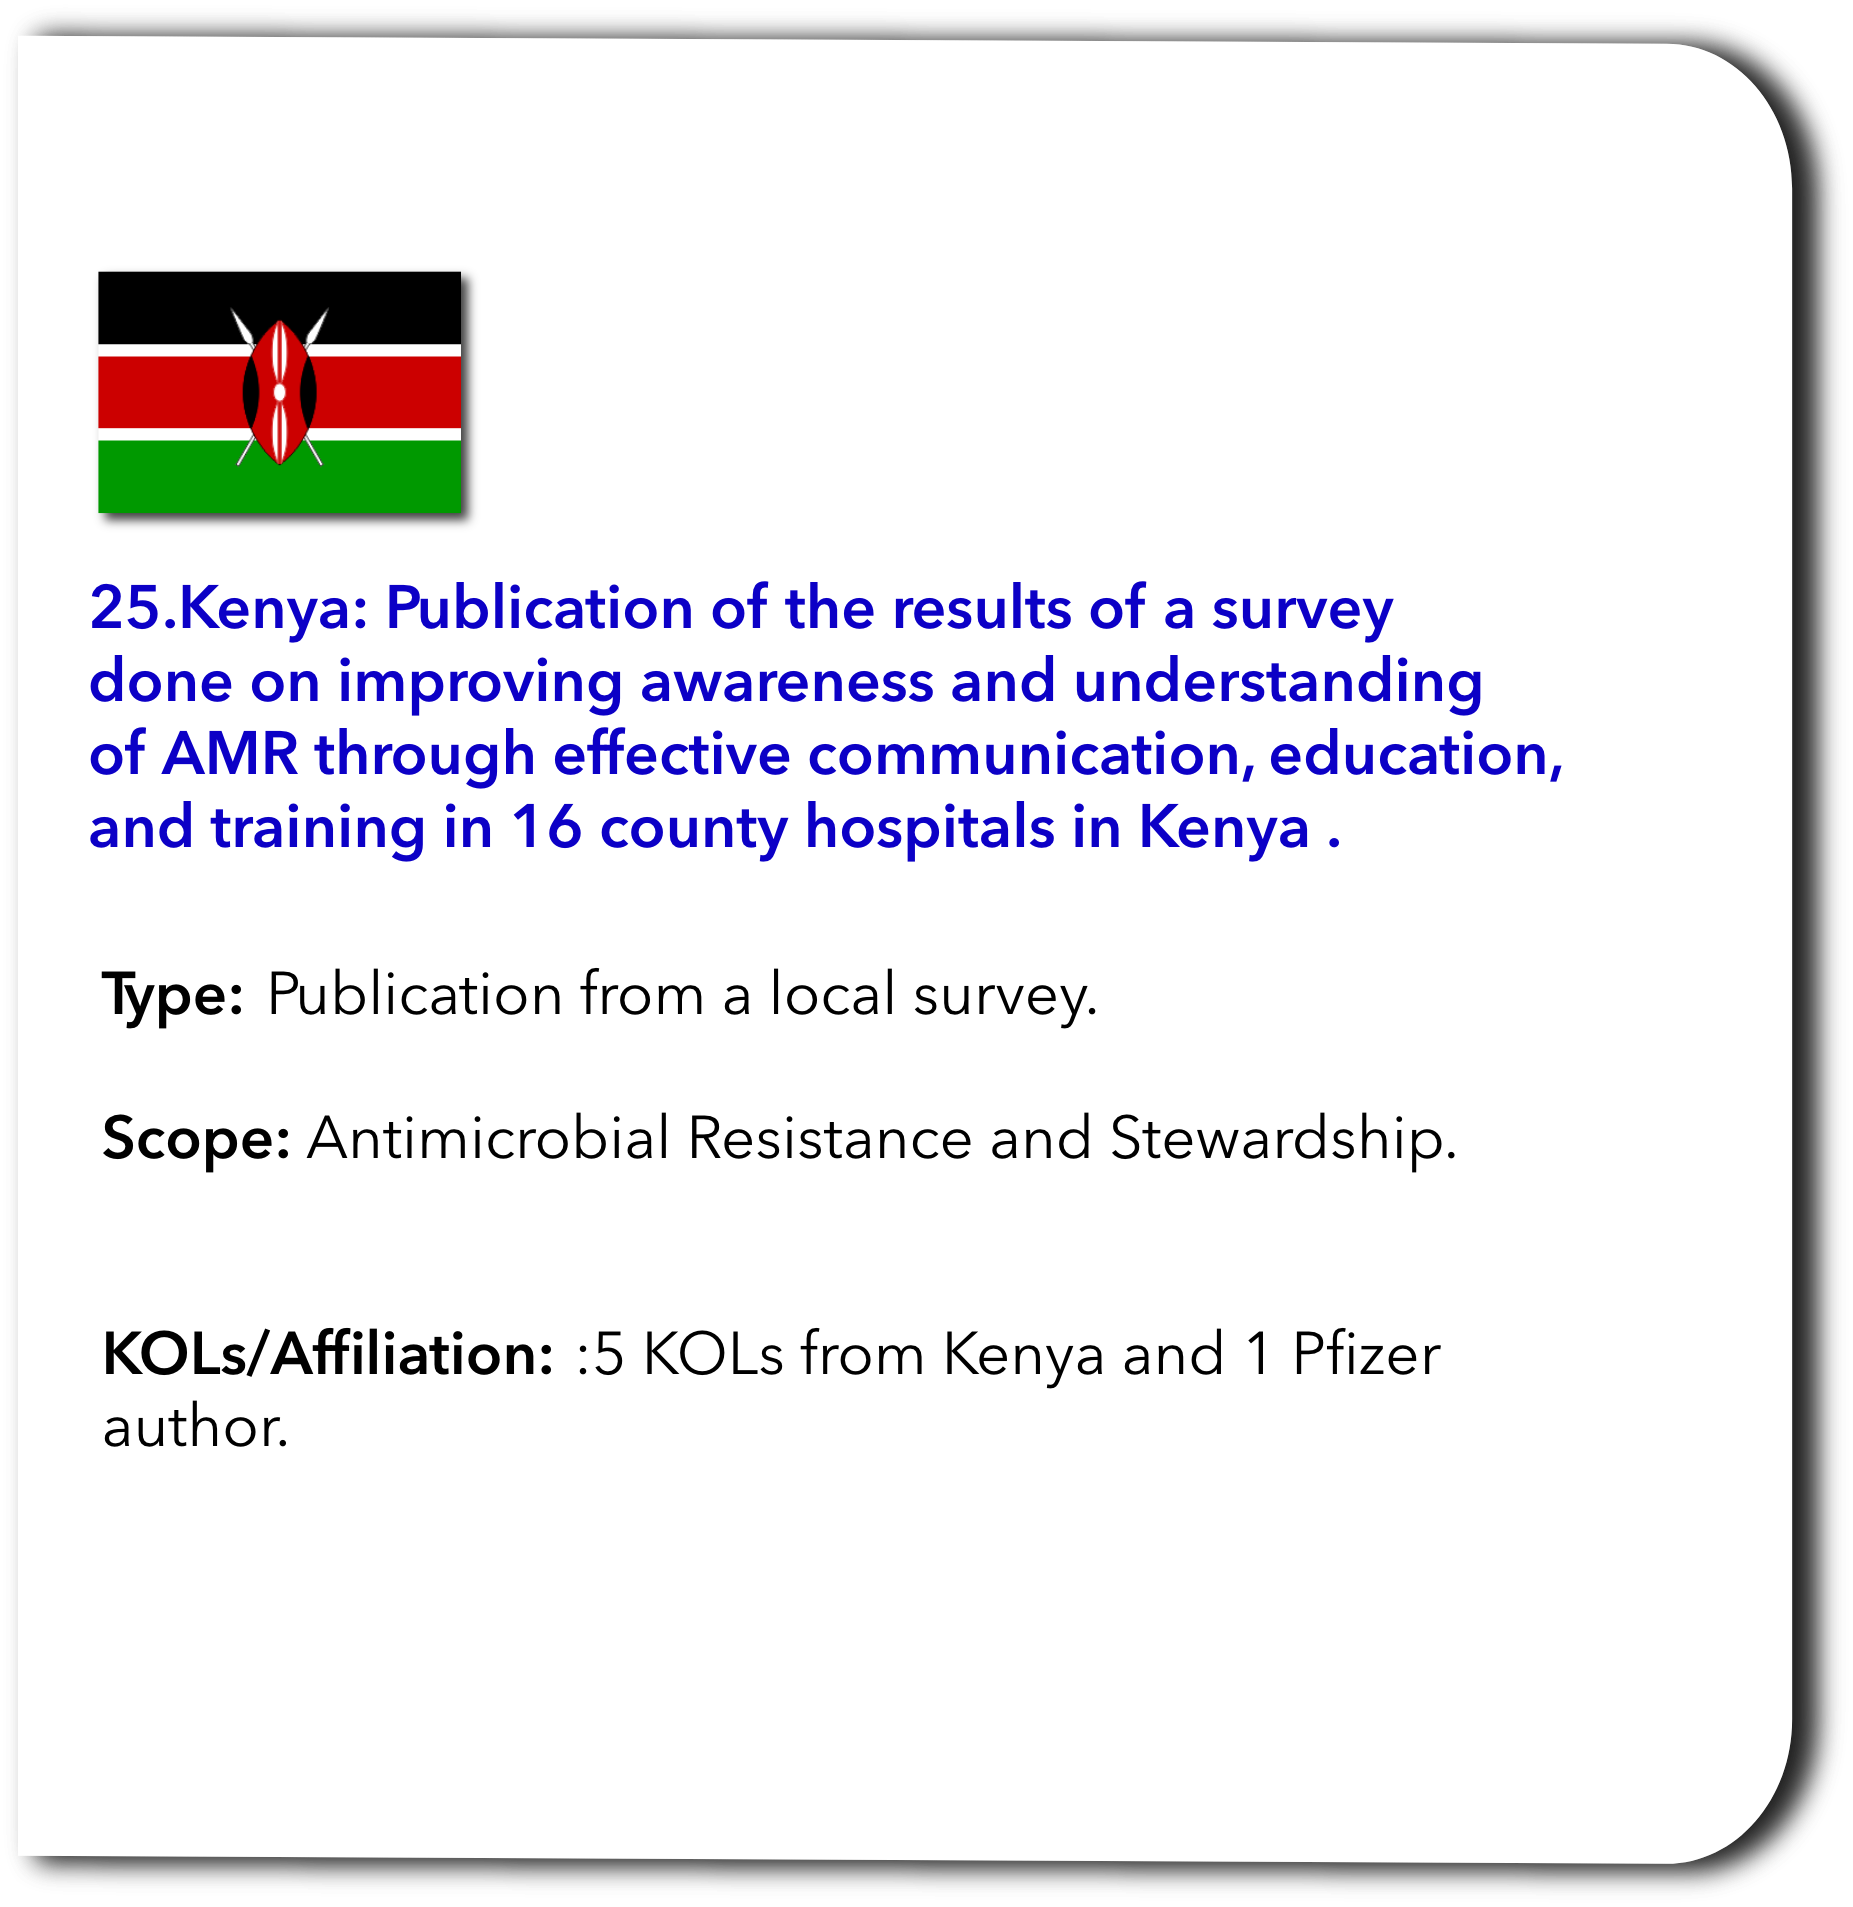 25.Kenya: Publication of the results of a survey
done on improving awareness and understanding
of AMR through effective communication, education,
and training in 16 county hospitals in Kenya .
Type: Publication from a local survey.
Scope: Antimicrobial Resistance and Stewardship.
KOLs/Affiliation: :5 KOLs from Kenya and 1 Pfizer
author.